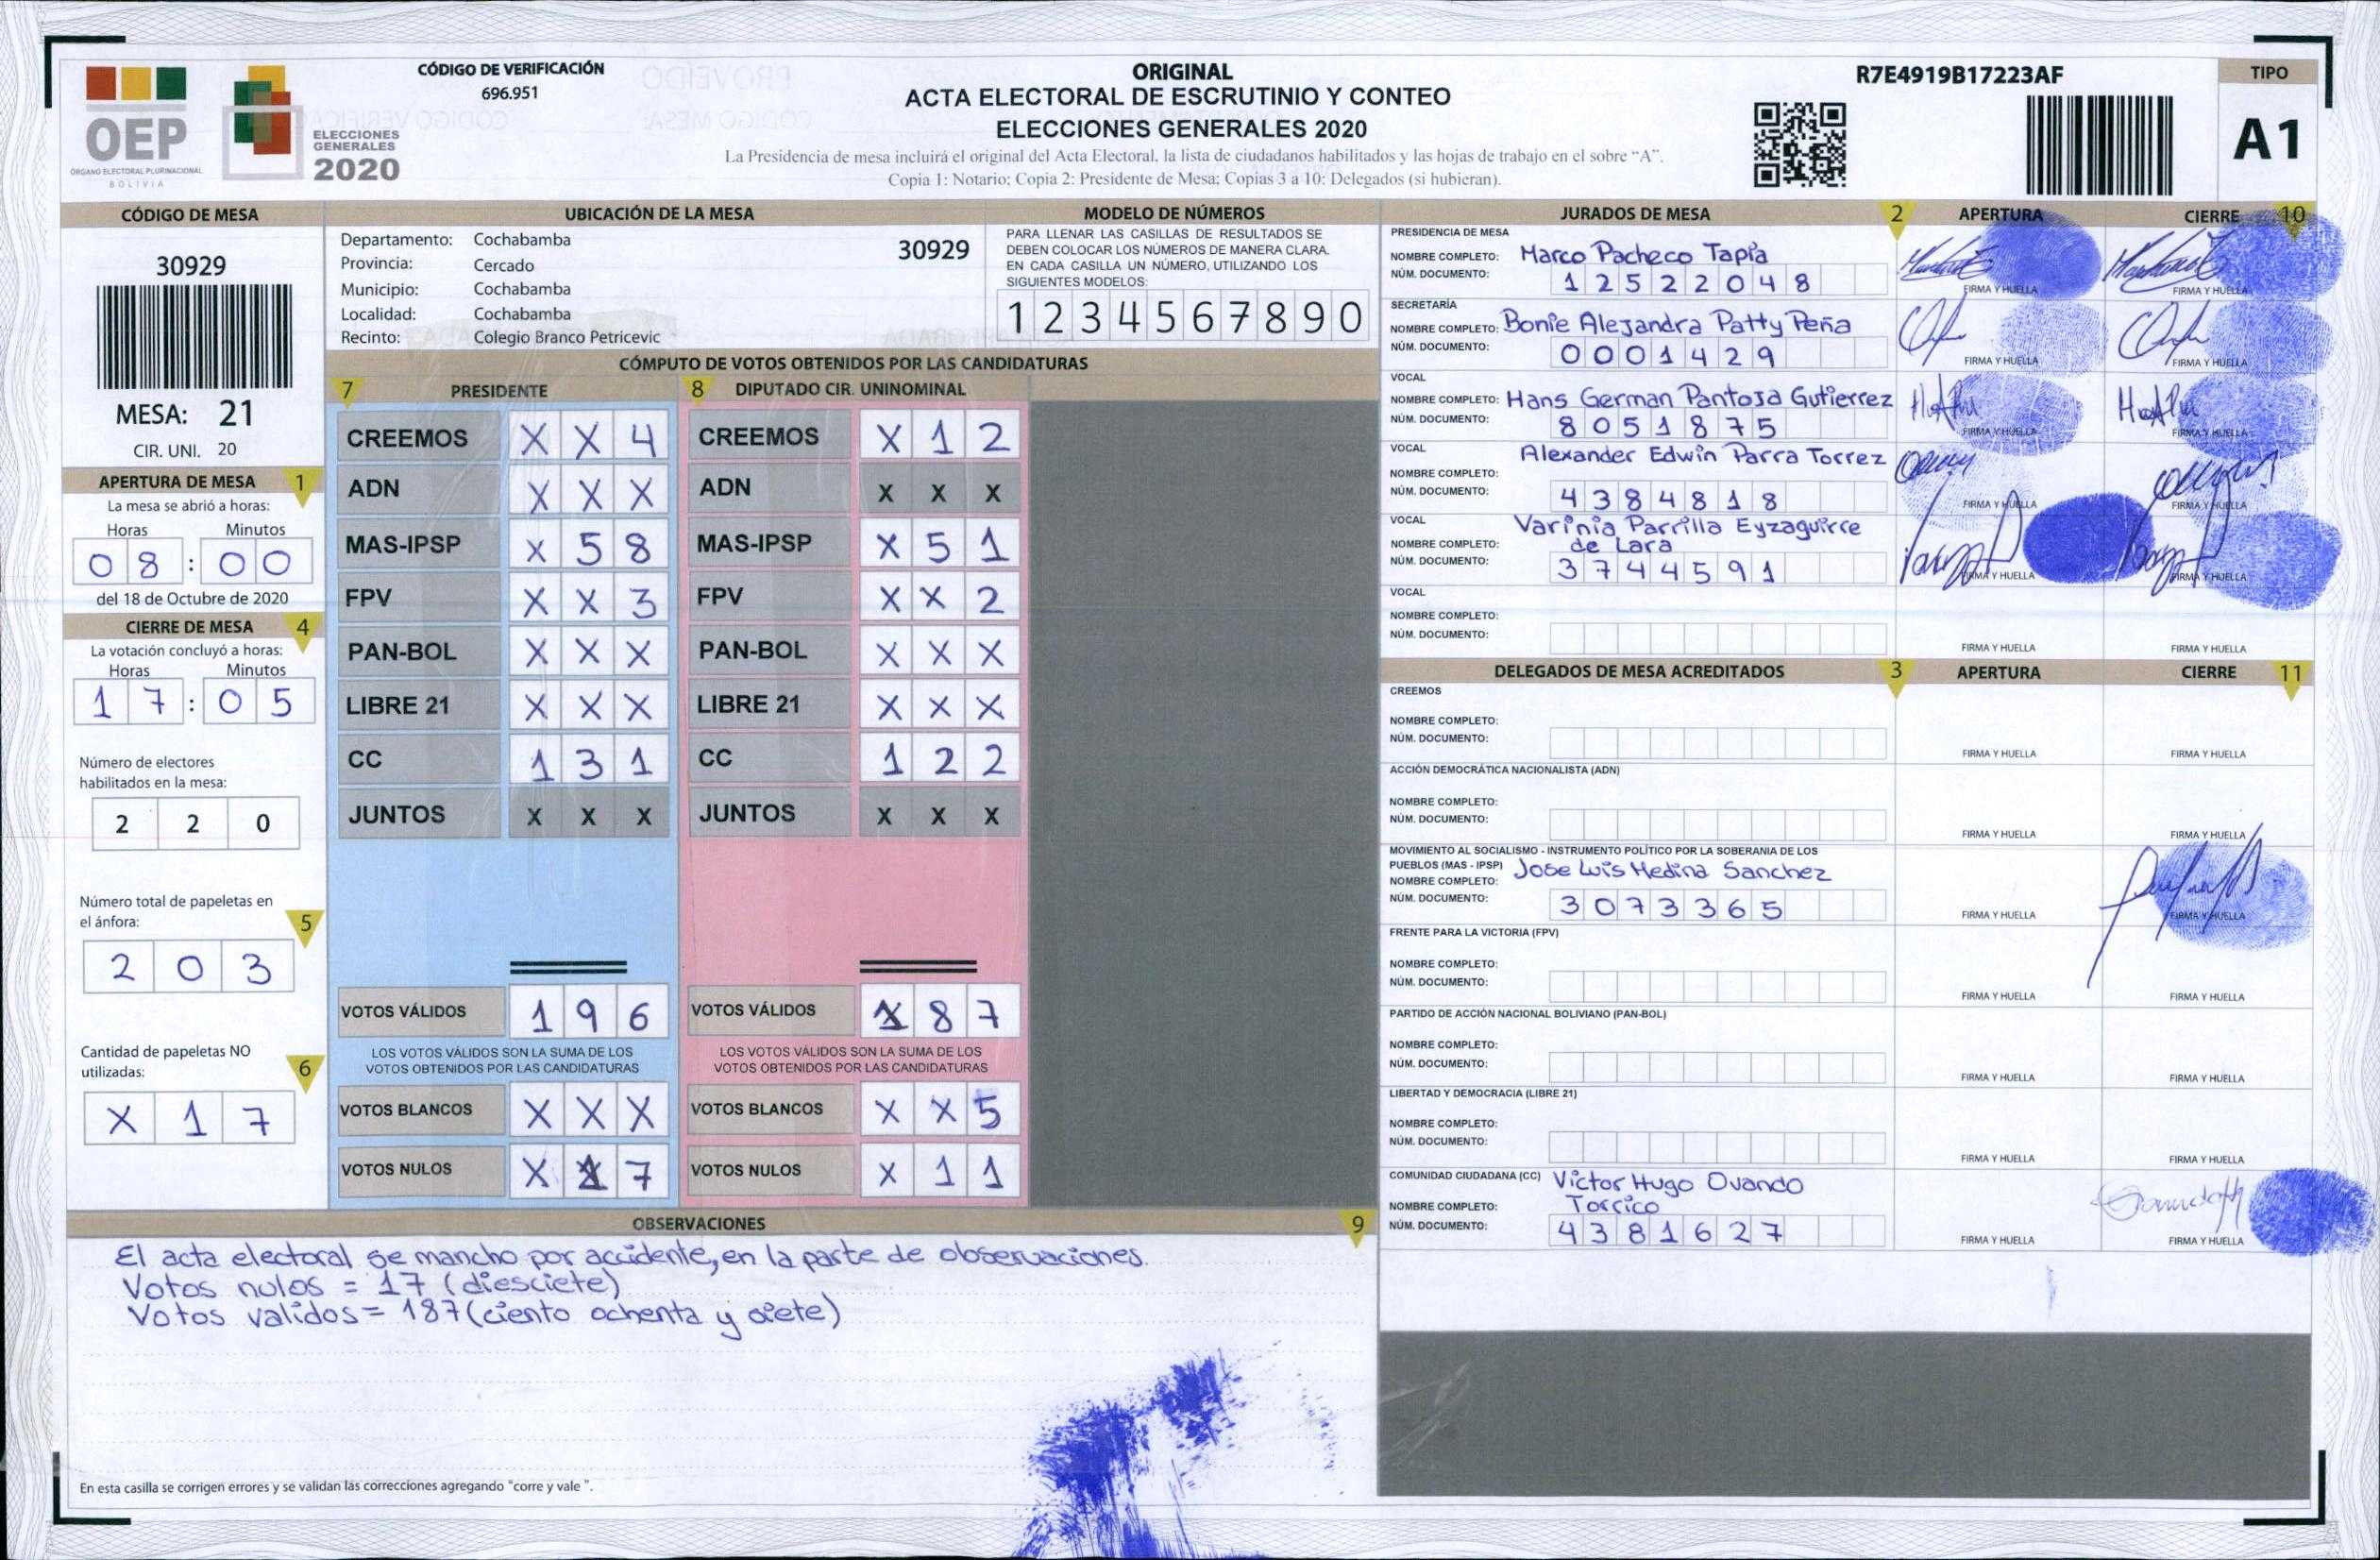 CÓDIGO DE VERIFICACIÓN
696.951
OEP
ÓRGANO ELECTORAL PLURINACIONAL
BOLIVIA
ELECCIONES
GENERALES
2020
ORIGINAL
ACTA ELECTORAL DE ESCRUTINIO Y CONTEO
ELECCIONES GENERALES 2020
La Presidencia de mesa incluirá el original del Acta Electoral, la lista de ciudadanos habilitados y las hojas de trabajo en el sobre “A”.
Copia 1: Notario; Copia 2: Presidente de Mesa; Copias 3 a 10: Delegados (si hubieran).
R7E4919B17223AF
TIPO
A1
CÓDIGO DE MESA
30929
MESA: 21
CIR. UNI. 20
APERTURA DE MESA 1
La mesa se abrió a horas:
Horas Minutos
0 8 : 0 0
del 18 de Octubre de 2020
CIERRE DE MESA 4
La votación concluyó a horas:
Horas Minutos
1 7 : 0 5
Número de electores
habilitados en la mesa:
2 2 0
Número total de papeletas en
el ánfora: 5
2 0 3
Cantidad de papeletas NO
utilizadas: 6
X 1 7
UBICACIÓN DE LA MESA
Departamento: Cochabamba 30929
Provincia: Cercado
Municipio: Cochabamba
Localidad: Cochabamba
Recinto: Colegio Branco Petricevic
MODELO DE NÚMEROS
PARA LLENAR LAS CASILLAS DE RESULTADOS SE
DEBEN COLOCAR LOS NÚMEROS DE MANERA CLARA.
EN CADA CASILLA UN NÚMERO, UTILIZANDO LOS
SIGUIENTES MODELOS:
1 2 3 4 5 6 7 8 9 0
CÓMPUTO DE VOTOS OBTENIDOS POR LAS CANDIDATURAS
7 PRESIDENTE
CREEMOS X X 4
ADN X X X
MAS-IPSP X 5 8
FPV X X 3
PAN-BOL X X X
LIBRE 21 X X X
CC 1 3 1
JUNTOS X X X
VOTOS VÁLIDOS 1 9 6
LOS VOTOS VÁLIDOS SON LA SUMA DE LOS
VOTOS OBTENIDOS POR LAS CANDIDATURAS
VOTOS BLANCOS X X X
VOTOS NULOS X 7
8 DIPUTADO CIR. UNINOMINAL
CREEMOS X 1 2
ADN X X X
MAS-IPSP X 5 1
FPV X X 2
PAN-BOL X X X
LIBRE 21 X X X
CC 1 2 2
JUNTOS X X X
VOTOS VÁLIDOS 1 8 7
LOS VOTOS VÁLIDOS SON LA SUMA DE LOS
VOTOS OBTENIDOS POR LAS CANDIDATURAS
VOTOS BLANCOS X X 5
VOTOS NULOS X 1 1
OBSERVACIONES 9
El acta electoral se mancho por accidente, en la parte de observaciones.
Votos nulos = 17 (diesciete)
Votos validos = 187 (ciento ochenta y siete)
En esta casilla se corrigen errores y se validan las correcciones agregando “corre y vale ”.
JURADOS DE MESA 2 APERTURA CIERRE 10
PRESIDENCIA DE MESA
NOMBRE COMPLETO: Marco Pacheco Tapia
NÚM. DOCUMENTO: 1 2 5 2 2 0 4 8
FIRMA Y HUELLA FIRMA Y HUELLA
SECRETARÍA
NOMBRE COMPLETO: Bonie Alejandra Patty Peña
NÚM. DOCUMENTO: 0 0 0 1 4 2 9
FIRMA Y HUELLA FIRMA Y HUELLA
VOCAL
NOMBRE COMPLETO: Hans German Pantoja Gutierrez
NÚM. DOCUMENTO: 8 0 5 1 8 7 5
FIRMA Y HUELLA FIRMA Y HUELLA
VOCAL
NOMBRE COMPLETO: Alexander Edwin Parra Torrez
NÚM. DOCUMENTO: 4 3 8 4 8 1 8
FIRMA Y HUELLA FIRMA Y HUELLA
VOCAL
NOMBRE COMPLETO: Varinia Parrilla Eyzaguirre
de Lara
NÚM. DOCUMENTO: 3 7 4 4 5 9 1
FIRMA Y HUELLA FIRMA Y HUELLA
VOCAL
NOMBRE COMPLETO:
NÚM. DOCUMENTO:
FIRMA Y HUELLA FIRMA Y HUELLA
DELEGADOS DE MESA ACREDITADOS 3 APERTURA CIERRE 11
CREEMOS
NOMBRE COMPLETO:
NÚM. DOCUMENTO:
FIRMA Y HUELLA FIRMA Y HUELLA
ACCIÓN DEMOCRÁTICA NACIONALISTA (ADN)
NOMBRE COMPLETO:
NÚM. DOCUMENTO:
FIRMA Y HUELLA FIRMA Y HUELLA
MOVIMIENTO AL SOCIALISMO - INSTRUMENTO POLÍTICO POR LA SOBERANIA DE LOS
PUEBLOS (MAS - IPSP)
NOMBRE COMPLETO: Jose Luis Medina Sanchez
NÚM. DOCUMENTO: 3 0 7 3 3 6 5
FIRMA Y HUELLA FIRMA Y HUELLA
FRENTE PARA LA VICTORIA (FPV)
NOMBRE COMPLETO:
NÚM. DOCUMENTO:
FIRMA Y HUELLA FIRMA Y HUELLA
PARTIDO DE ACCIÓN NACIONAL BOLIVIANO (PAN-BOL)
NOMBRE COMPLETO:
NÚM. DOCUMENTO:
FIRMA Y HUELLA FIRMA Y HUELLA
LIBERTAD Y DEMOCRACIA (LIBRE 21)
NOMBRE COMPLETO:
NÚM. DOCUMENTO:
FIRMA Y HUELLA FIRMA Y HUELLA
COMUNIDAD CIUDADANA (CC) Victor Hugo Ovando
NOMBRE COMPLETO: Torrico
NÚM. DOCUMENTO: 4 3 8 1 6 2 7
FIRMA Y HUELLA FIRMA Y HUELLA